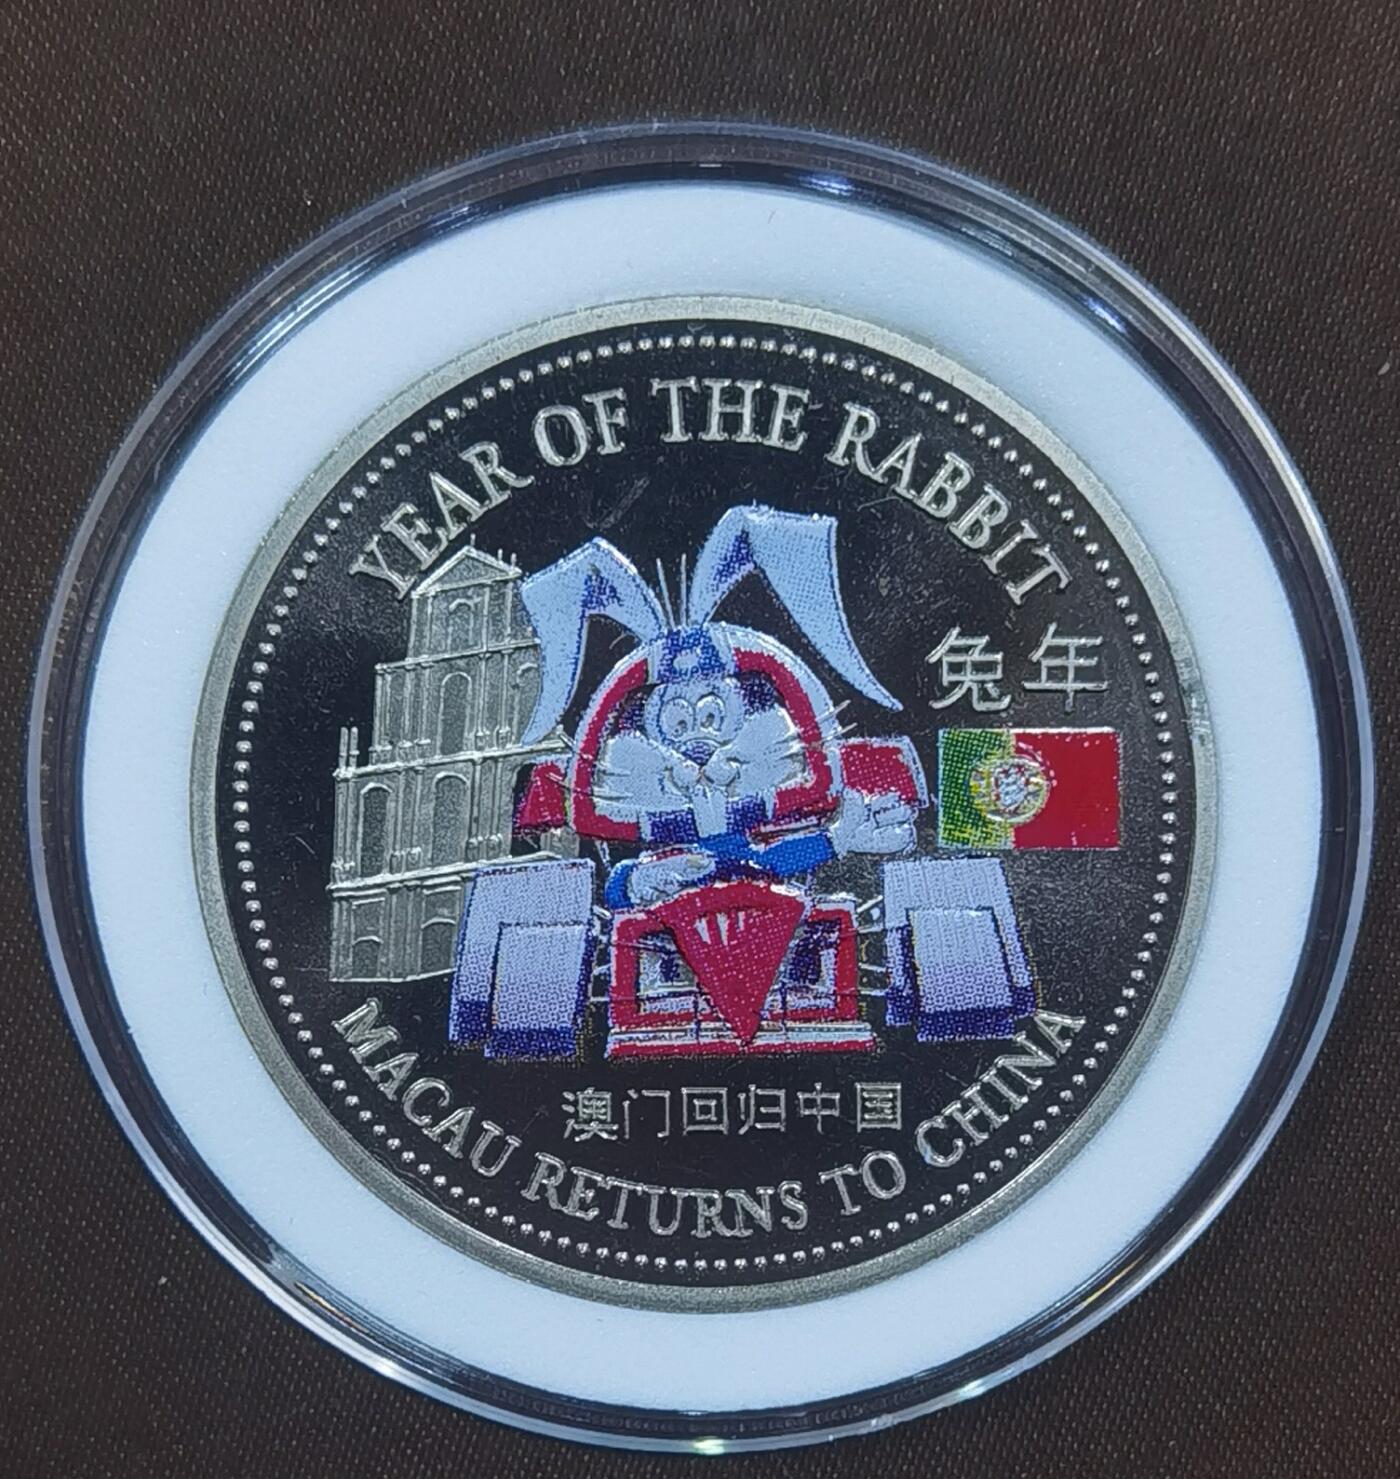 YEAR OF THE RABBIT
兔年
澳门回归中国
MACAU RETURNS TO CHINA